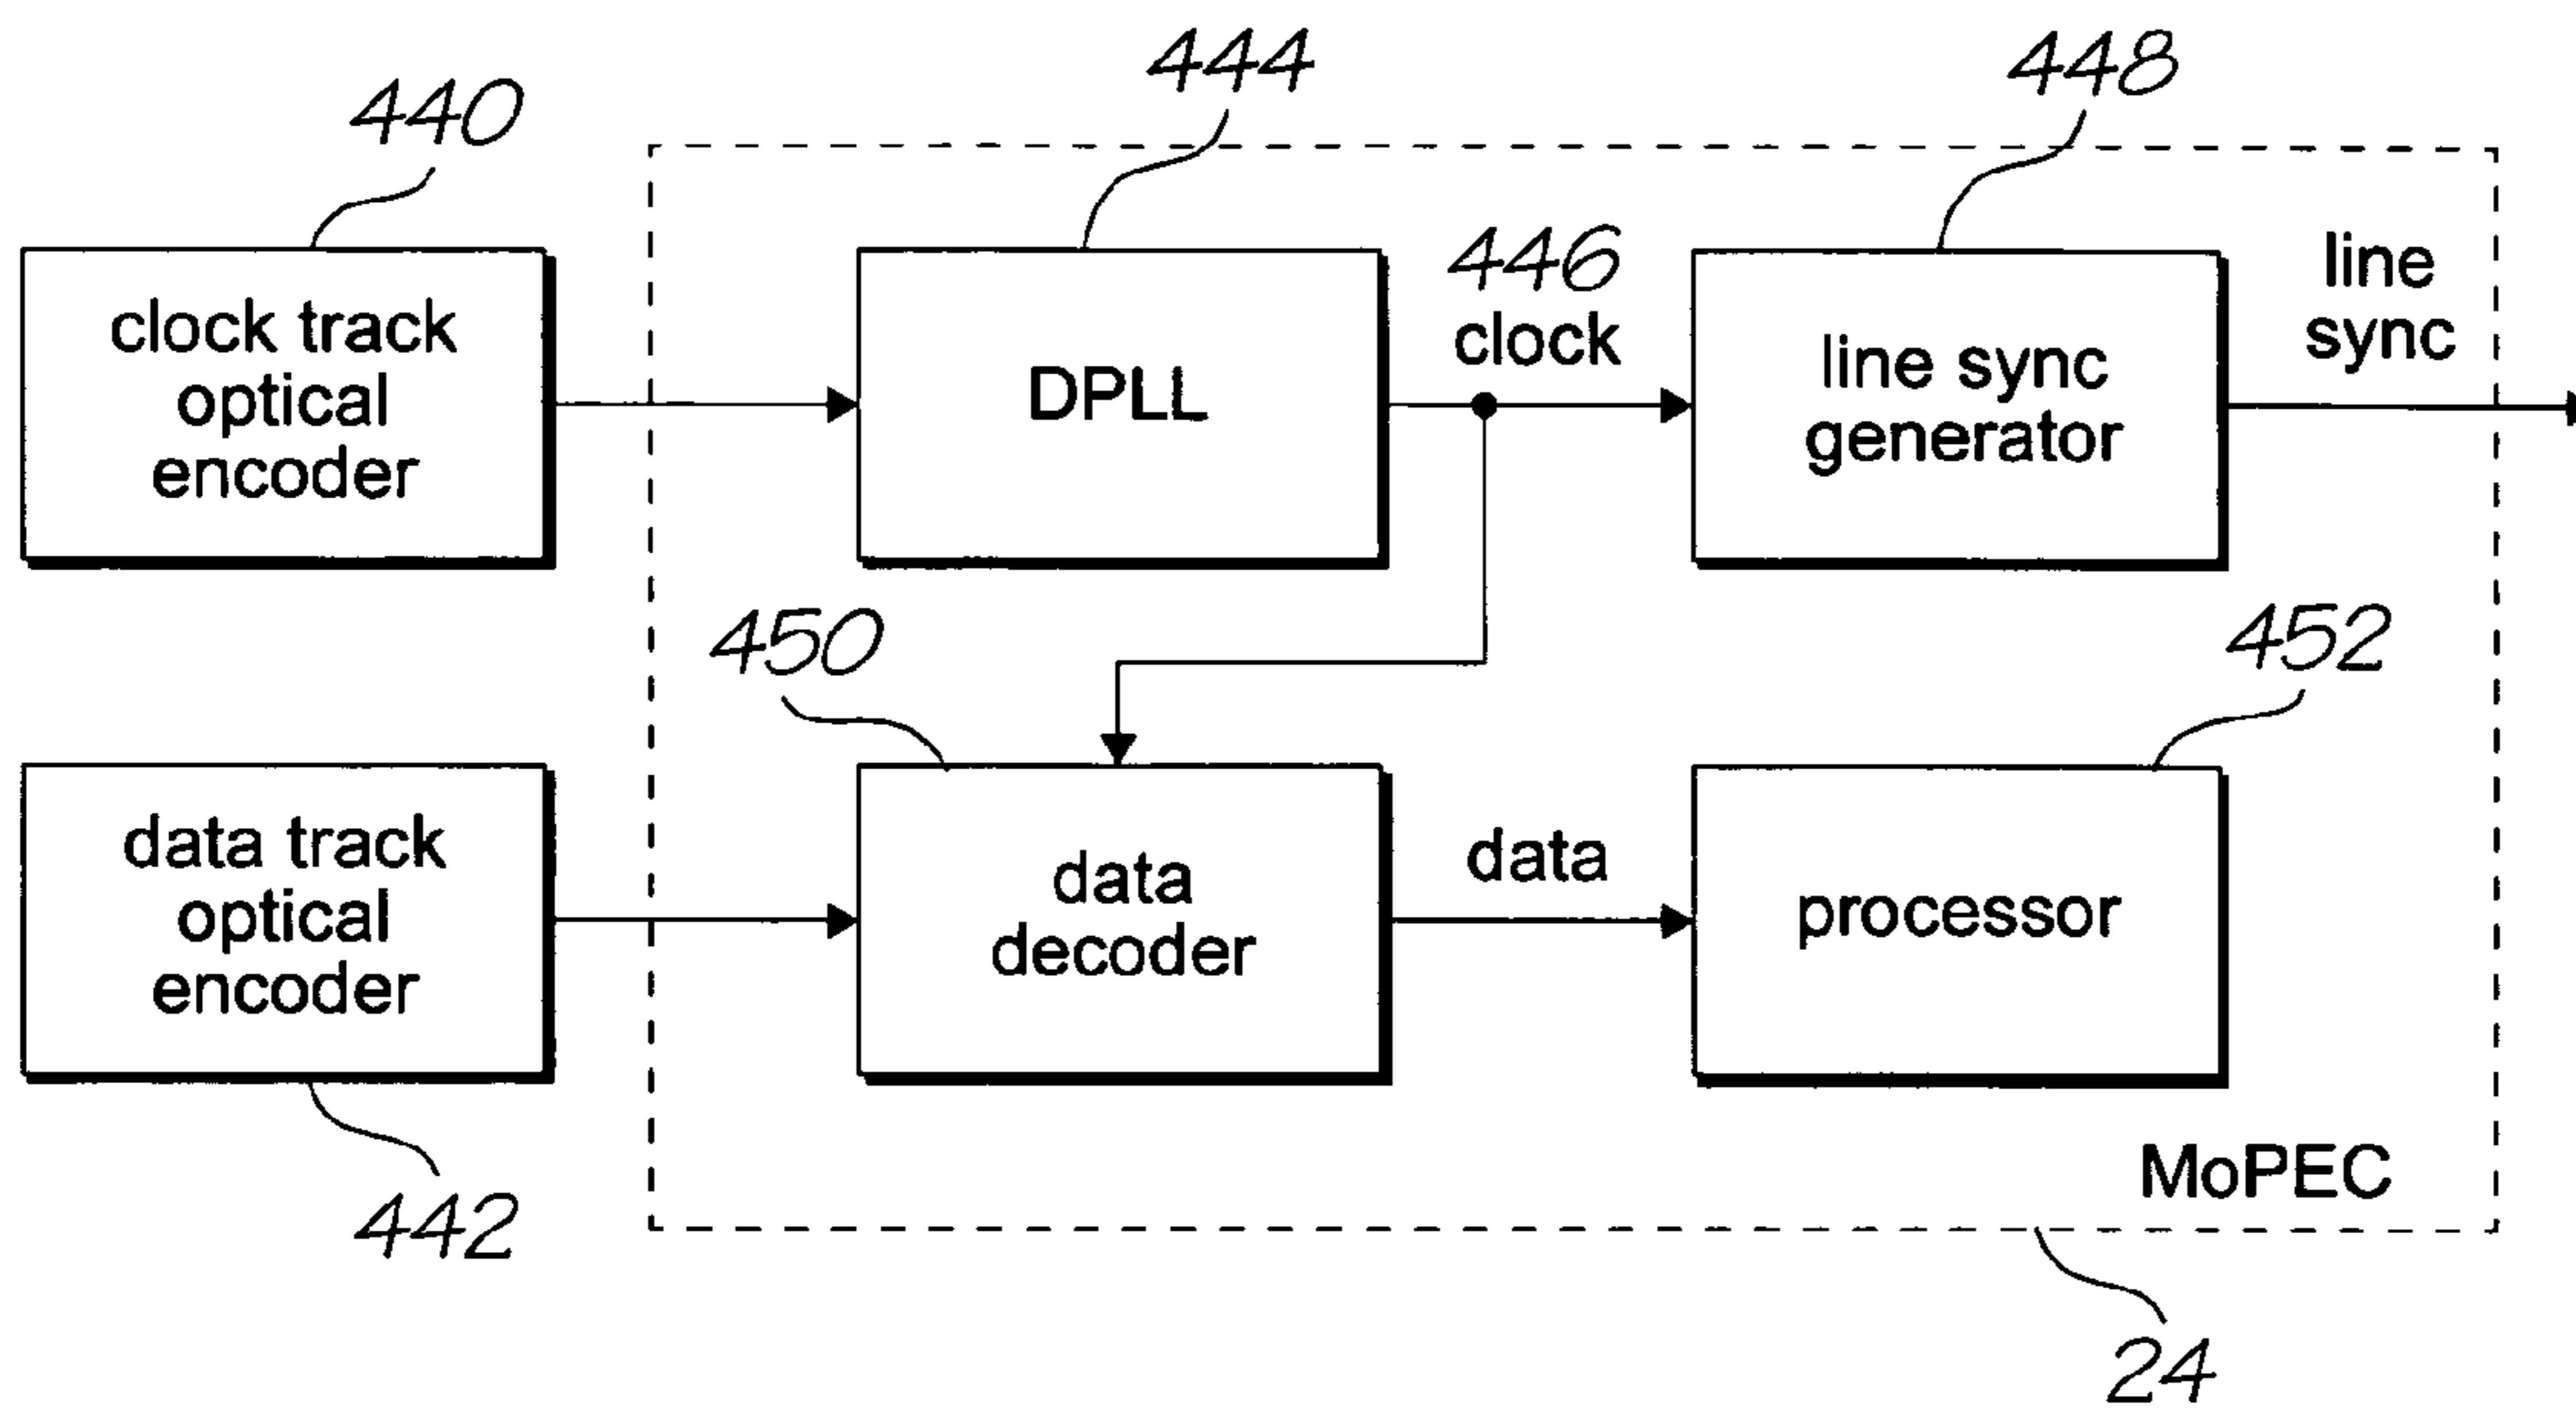 444
448
440
446
clock
line
sync
clock track
optical
encoder
DPLL
line sync
generator
450
452
data track
optical
encoder
data
decoder
data
processor
MoPEC
442
24